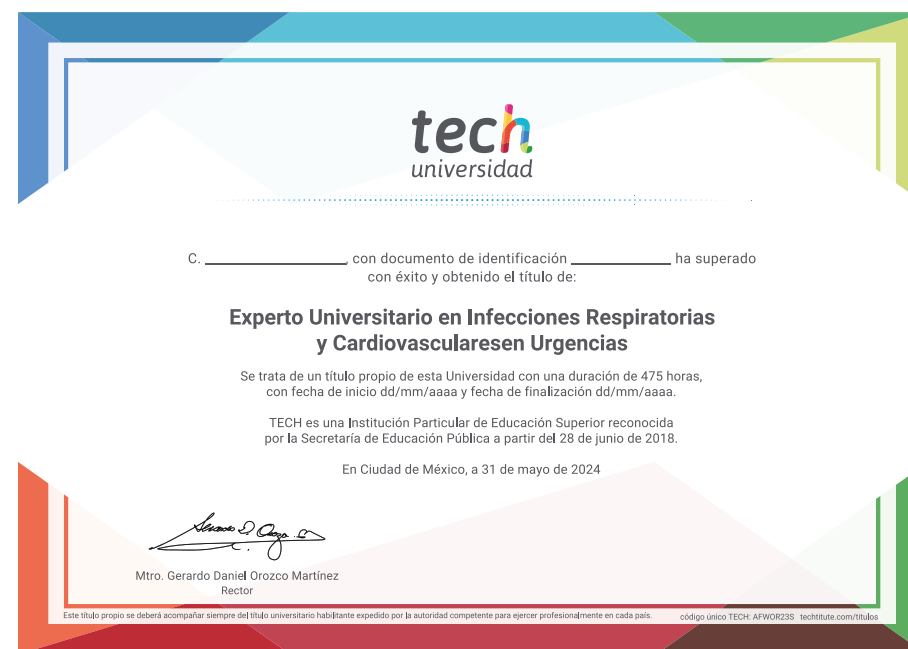 tech
universidad
C. ____________________, con documento de identificación ______________ ha superado
con éxito y obtenido el título de:
Experto Universitario en Infecciones Respiratorias
y Cardiovascularesen Urgencias
Se trata de un título propio de esta Universidad con una duración de 475 horas,
con fecha de inicio dd/mm/aaaa y fecha de finalización dd/mm/aaaa.
TECH es una Institución Particular de Educación Superior reconocida
por la Secretaría de Educación Pública a partir del 28 de junio de 2018.
En Ciudad de México, a 31 de mayo de 2024
Mtro. Gerardo Daniel Orozco Martínez
Rector
Este título propio se deberá acompañar siempre del título universitario habilitante expedido por la autoridad competente para ejercer profesionalmente en cada país. código único TECH: AFWOR23S techtitute.com/titulos